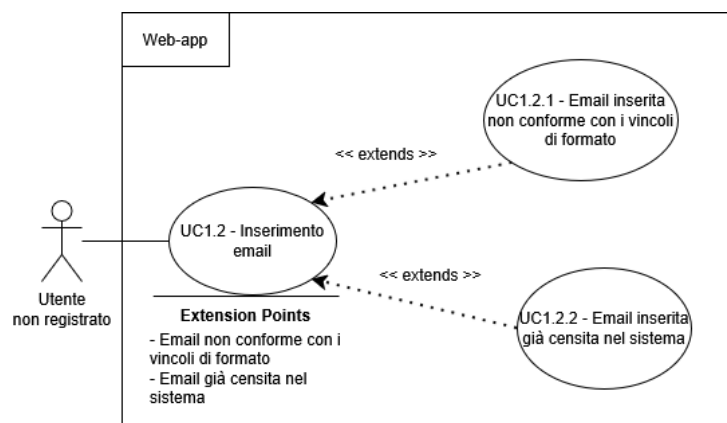 Web-app
UC1.2.1 - Email inserita
non conforme con i vincoli
di formato
<< extends >>
UC1.2 - Inserimento
email
Utente
non registrato
<< extends >>
UC1.2.2 - Email inserita
già censita nel sistema
Extension Points
- Email non conforme con i
vincoli di formato
- Email già censita nel
sistema